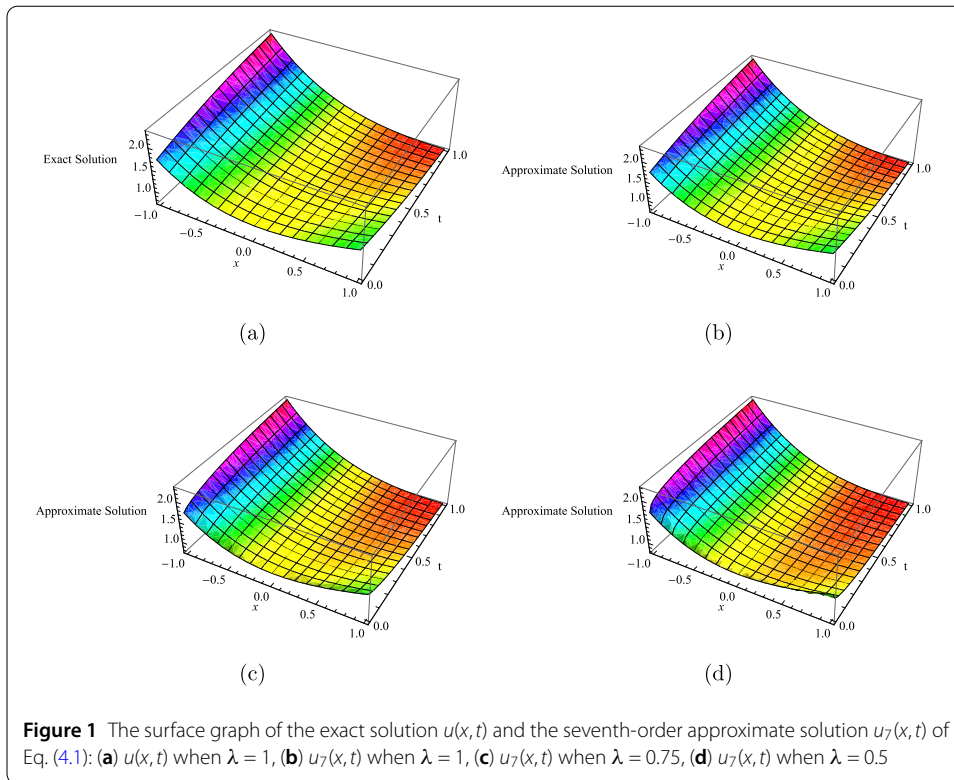 Exact Solution
2.0
1.5
1.0
−1.0
−0.5
0.0
0.5
1.0
x
0.0
0.5
1.0
t
(a)
Approximate Solution
2.0
1.5
1.0
−1.0
−0.5
0.0
0.5
1.0
x
0.0
0.5
1.0
t
(b)
Approximate Solution
2.0
1.5
1.0
−1.0
−0.5
0.0
0.5
1.0
x
0.0
0.5
1.0
t
(c)
Approximate Solution
2.0
1.5
1.0
−1.0
−0.5
0.0
0.5
1.0
x
0.0
0.5
1.0
t
(d)
Figure 1 The surface graph of the exact solution u(x, t) and the seventh-order approximate solution u₇(x, t) of
Eq. (4.1): (a) u(x, t) when λ = 1, (b) u₇(x, t) when λ = 1, (c) u₇(x, t) when λ = 0.75, (d) u₇(x, t) when λ = 0.5